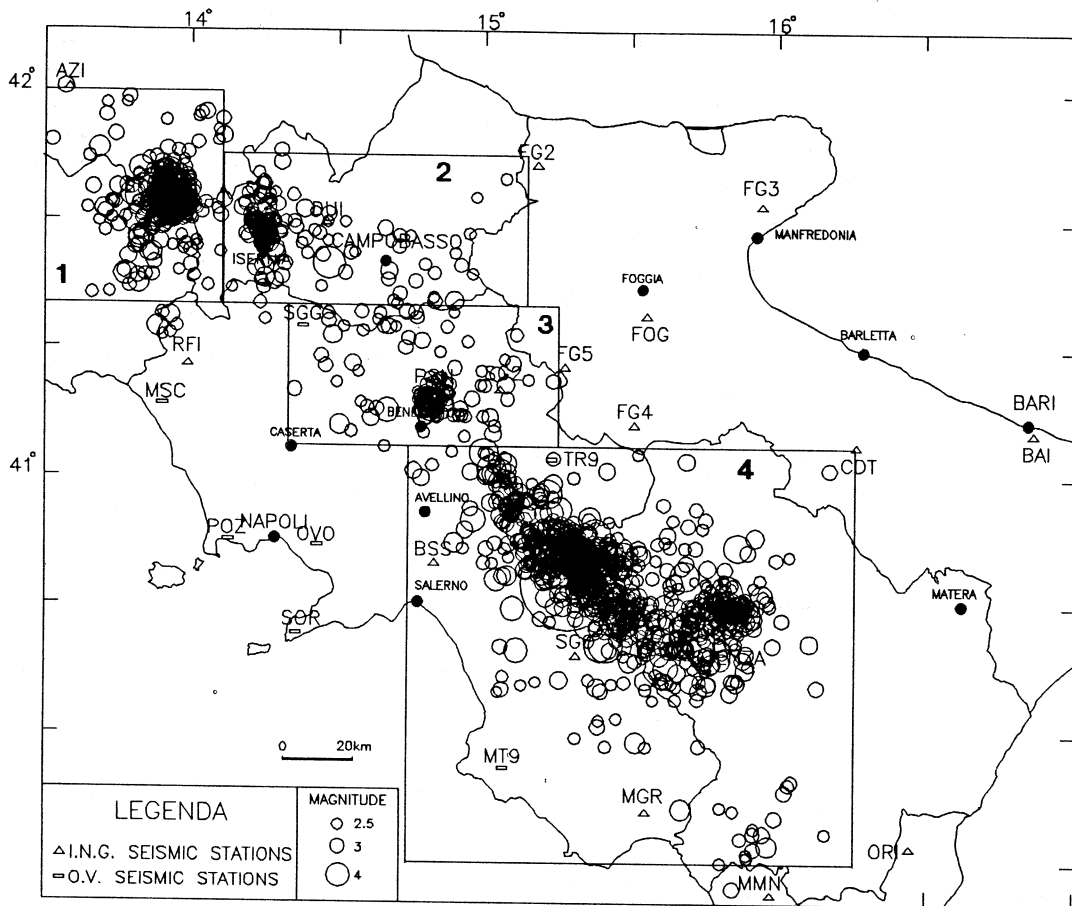 14° 15° 16°
AZI
42°
FG2
2
FG3
DUI
CAMPOBASSO
MANFREDONIA
1
FOGGIA
SGG
3
FOG
BARLETTA
RFI
FG5
MSC
BARI
FG4
CASERTA
BAI
41°
TR9
4
CDT
AVELLINO
POZ
NAPOLI
OVO
BSS
SALERNO
MATERA
SOR
0 20km
MT9
MGR
ORI
MMN
LEGENDA
I.N.G. SEISMIC STATIONS
O.V. SEISMIC STATIONS
MAGNITUDE
2.5
3
4